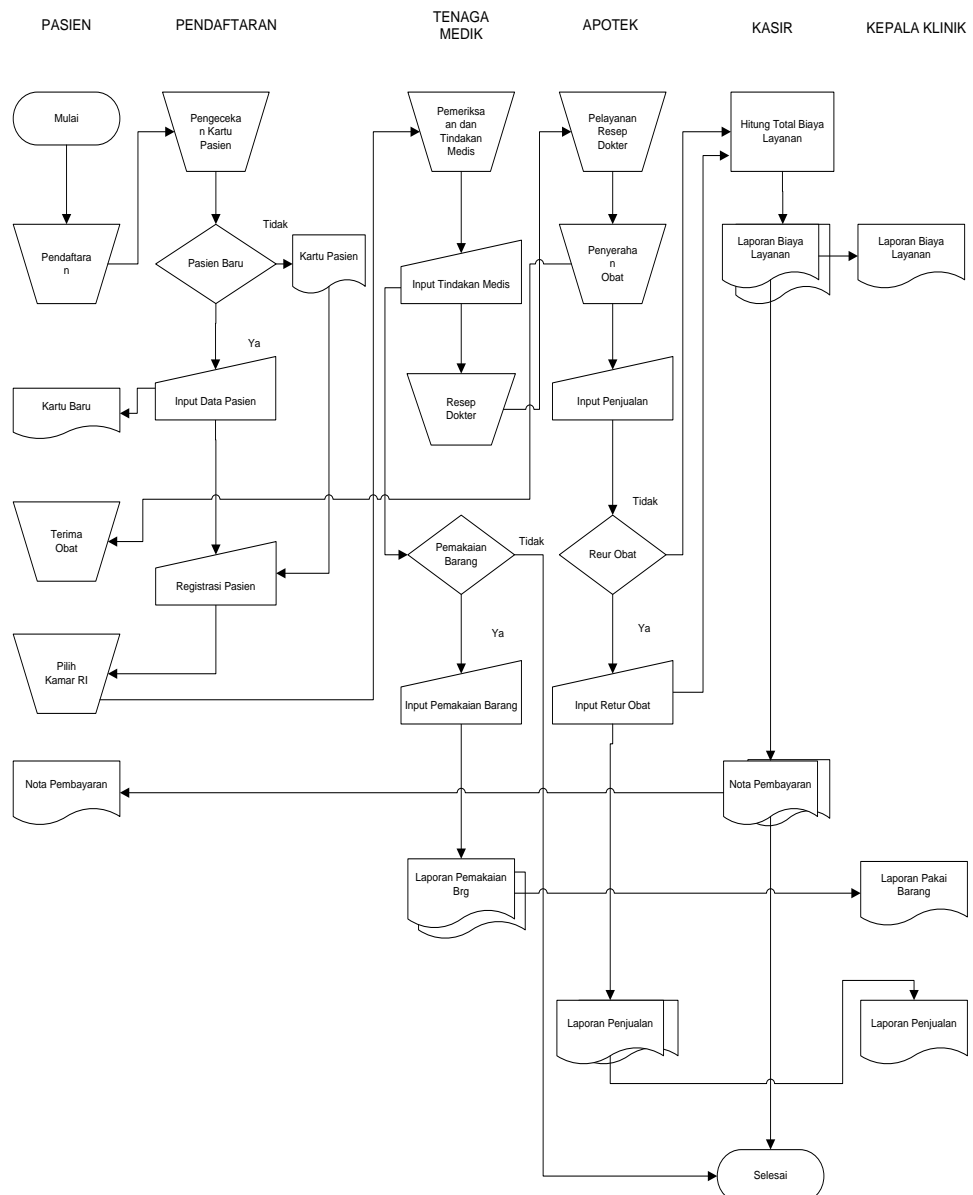 PASIEN
PENDAFTARAN
TENAGA
MEDIK
APOTEK
KASIR
KEPALA KLINIK
Mulai
Pengeceka
n Kartu
Pasien
Pemeriksa
an dan
Tindakan
Medis
Pelayanan
Resep
Dokter
Hitung Total Biaya
Layanan
Tidak
Pendaftara
n
Pasien Baru
Kartu Pasien
Input Tindakan Medis
Penyeraha
n
Obat
Laporan Biaya
Layanan
Laporan Biaya
Layanan
Ya
Kartu Baru
Input Data Pasien
Resep
Dokter
Input Penjualan
Tidak
Terima
Obat
Pemakaian
Barang
Tidak
Reur Obat
Registrasi Pasien
Ya
Ya
Pilih
Kamar RI
Input Pemakaian Barang
Input Retur Obat
Nota Pembayaran
Nota Pembayaran
Laporan Pemakaian
Brg
Laporan Pakai
Barang
Laporan Penjualan
Laporan Penjualan
Selesai